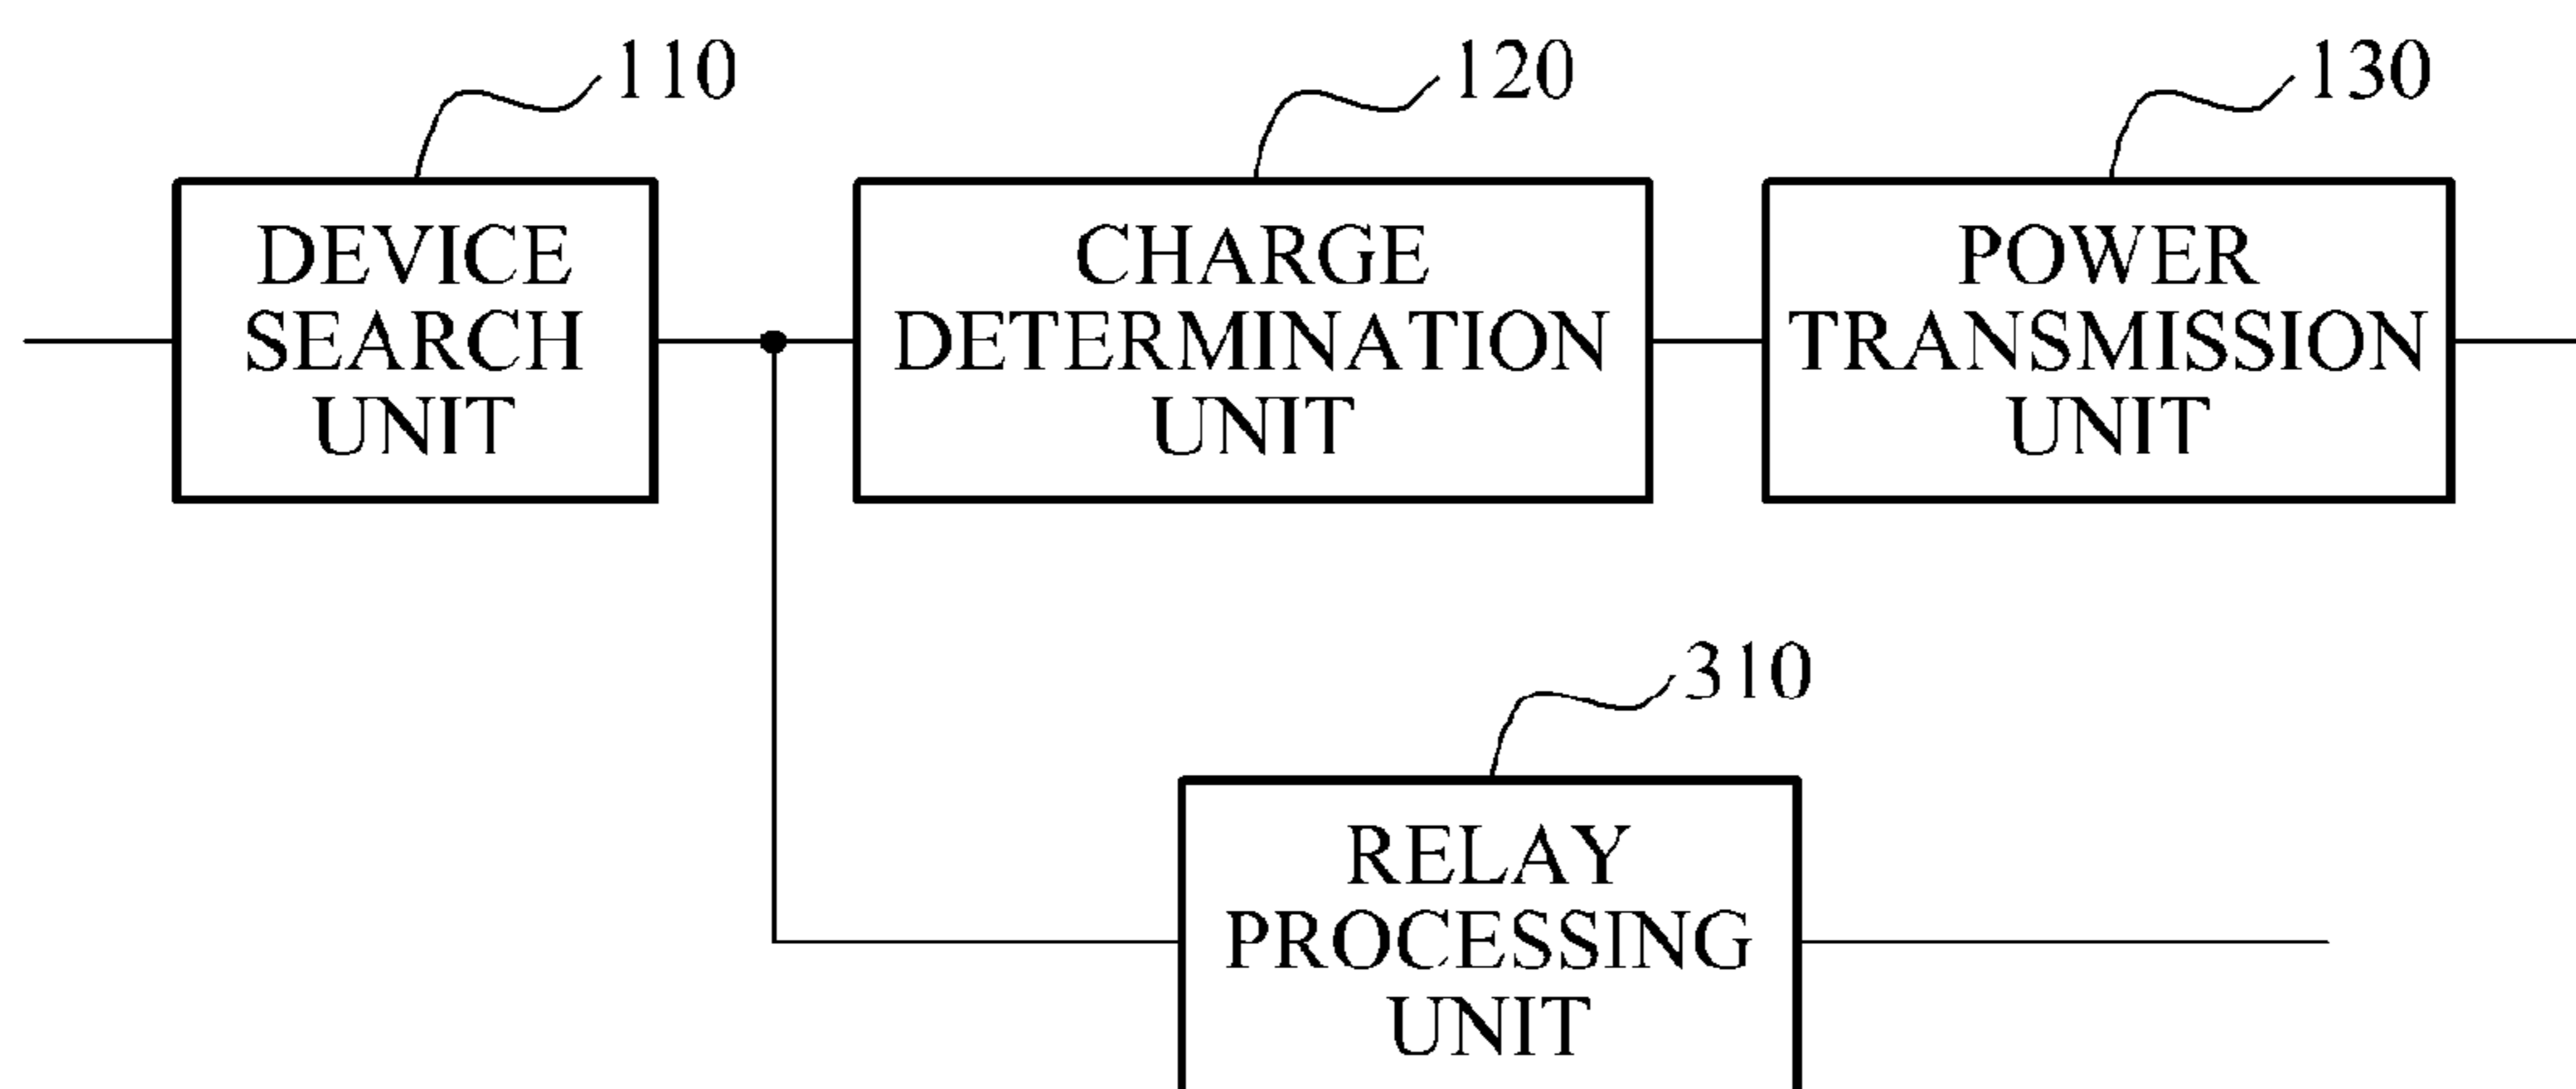 110
120
130
DEVICE
SEARCH
UNIT
CHARGE
DETERMINATION
UNIT
POWER
TRANSMISSION
UNIT
310
RELAY
PROCESSING
UNIT